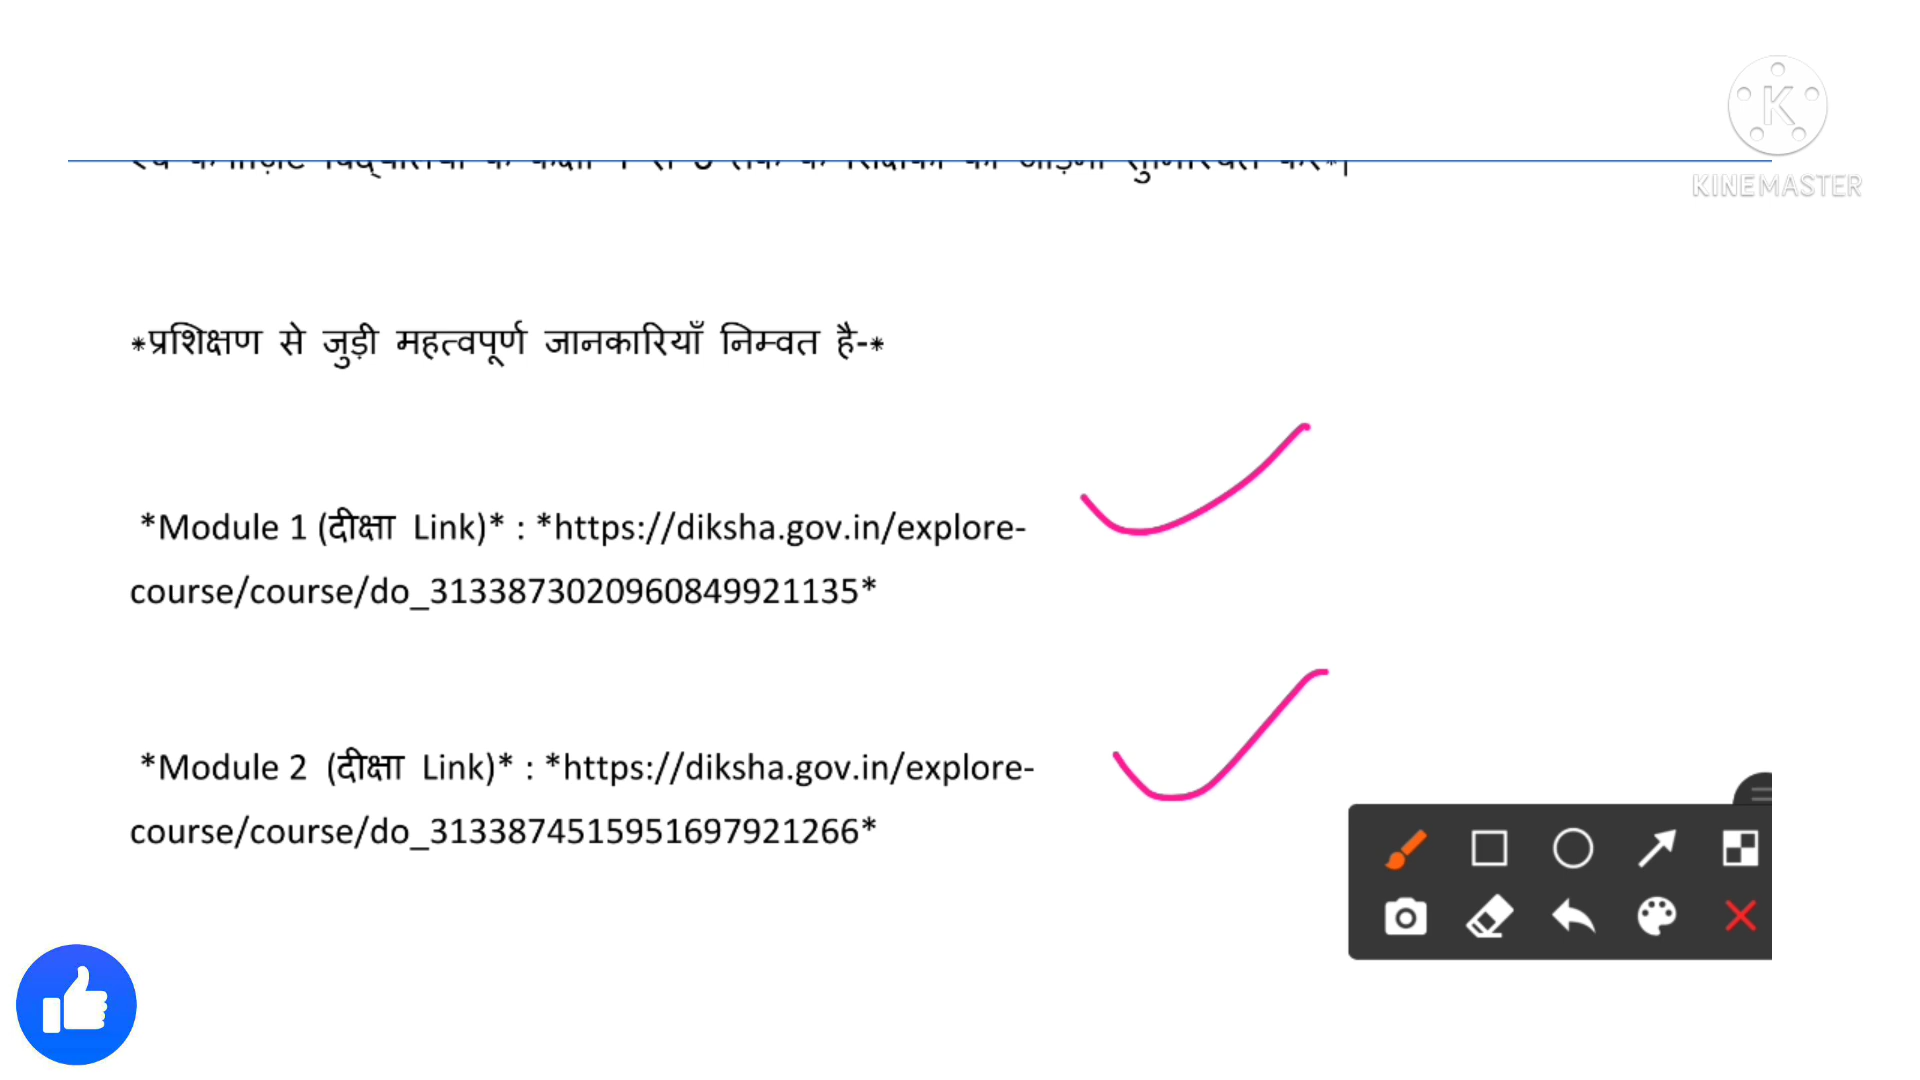 KINEMASTER
*प्रशिक्षण से जुड़ी महत्वपूर्ण जानकारियाँ निम्वत है-*
*Module 1 (दीक्षा Link)* : *https://diksha.gov.in/explore-
course/course/do_3133873020960849921135*
*Module 2 (दीक्षा Link)* : *https://diksha.gov.in/explore-
course/course/do_3133874515951697921266*